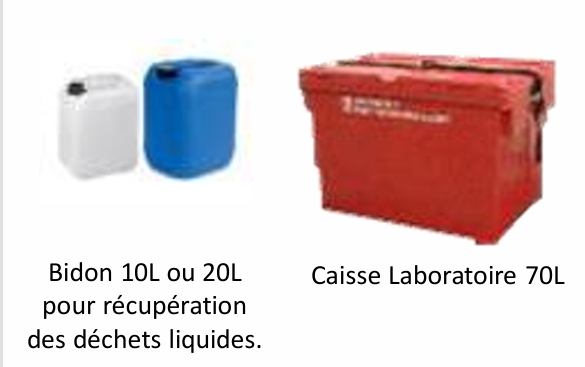 Bidon 10L ou 20L
pour récupération
des déchets liquides.
Caisse Laboratoire 70L